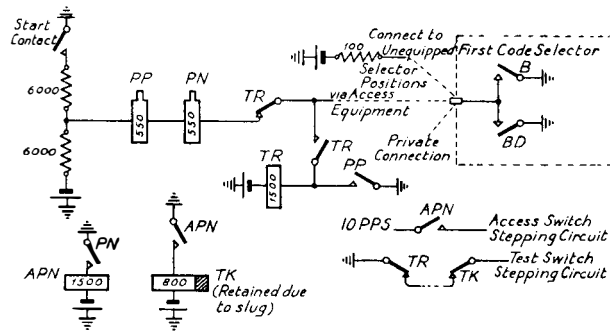 Start
Contact
6000
6000
PP
550
PN
550
TR
100
Connect to
Unequipped
Selector
Positions
via Access
Equipment
Private
Connection
First Code Selector
B
BD
TR
TR
1500
PP
PN
APN
1500
APN
800
TK
(Retained due
to slug)
10 PPS
APN
Access Switch
Stepping Circuit
TR
TK
Test Switch
Stepping Circuit